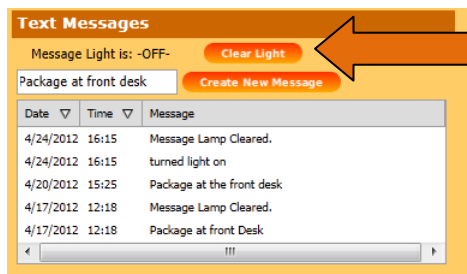 Text Messages
Message Light is: -OFF- Clear Light
Package at front desk Create New Message
Date Time Message
4/24/2012 16:15 Message Lamp Cleared.
4/24/2012 16:15 turned light on
4/20/2012 15:25 Package at the front desk
4/17/2012 12:18 Message Lamp Cleared.
4/17/2012 12:18 Package at front Desk